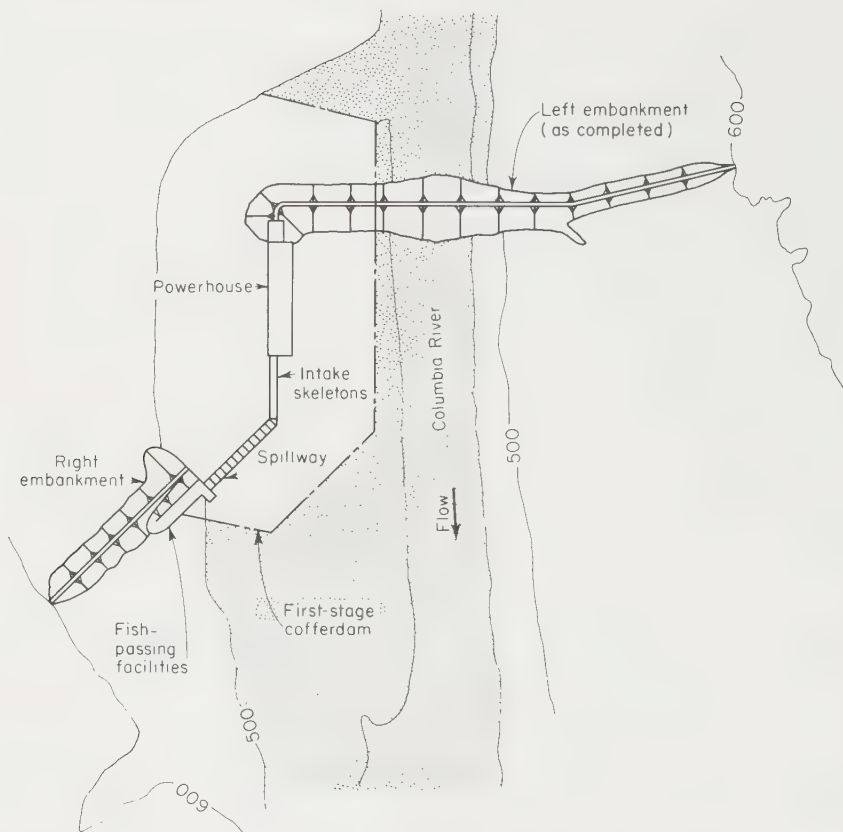 Left embankment
(as completed)
600
Powerhouse
Columbia River
Intake
skeletons
500
Right
embankment
Spillway
Flow
First-stage
cofferdam
Fish-
passing
facilities
500
600